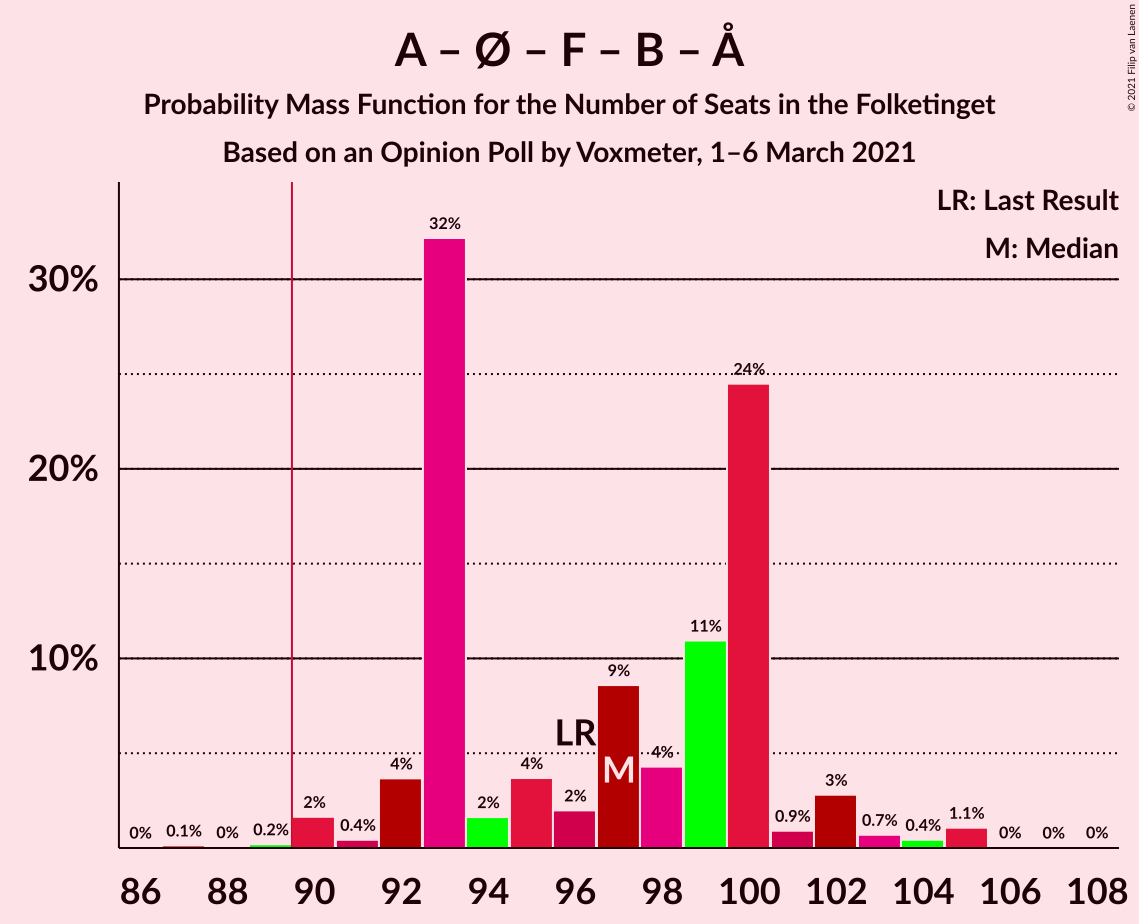 A – Ø – F – B – Å
Probability Mass Function for the Number of Seats in the Folketinget
Based on an Opinion Poll by Voxmeter, 1–6 March 2021
© 2021 Filip van Laenen
LR: Last Result
M: Median
30%
20%
10%
0%
0.1%
0%
0.2%
2%
0.4%
4%
32%
2%
4%
2%
9%
4%
11%
24%
0.9%
3%
0.7%
0.4%
1.1%
0%
0%
0%
LR
M
86 88 90 92 94 96 98 100 102 104 106 108